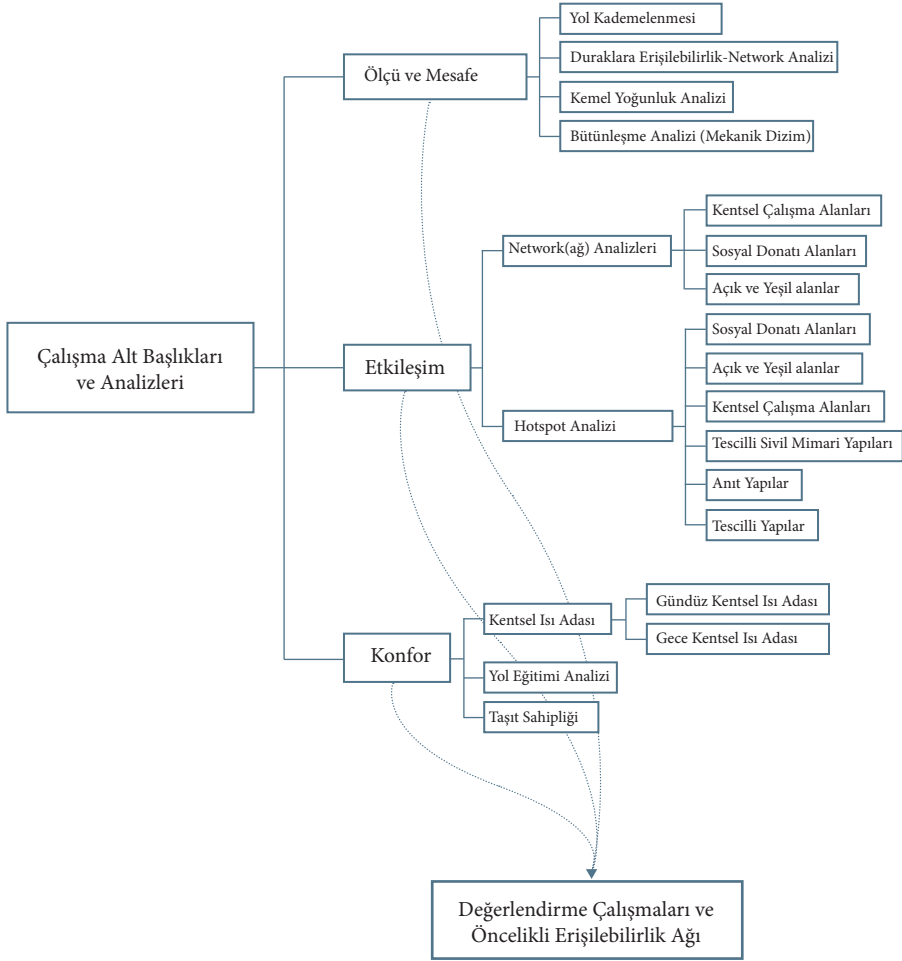 Çalışma Alt Başlıkları
ve Analizleri
Ölçü ve Mesafe
Yol Kademelenmesi
Duraklara Erişilebilirlik-Network Analizi
Kemel Yoğunluk Analizi
Bütünleşme Analizi (Mekanik Dizim)
Etkileşim
Network(ağ) Analizleri
Kentsel Çalışma Alanları
Sosyal Donatı Alanları
Açık ve Yeşil alanlar
Hotspot Analizi
Sosyal Donatı Alanları
Açık ve Yeşil alanlar
Kentsel Çalışma Alanları
Tescilli Sivil Mimari Yapıları
Anıt Yapılar
Tescilli Yapılar
Konfor
Kentsel Isı Adası
Gündüz Kentsel Isı Adası
Gece Kentsel Isı Adası
Yol Eğitimi Analizi
Taşıt Sahipliği
Değerlendirme Çalışmaları ve
Öncelikli Erişilebilirlik Ağı